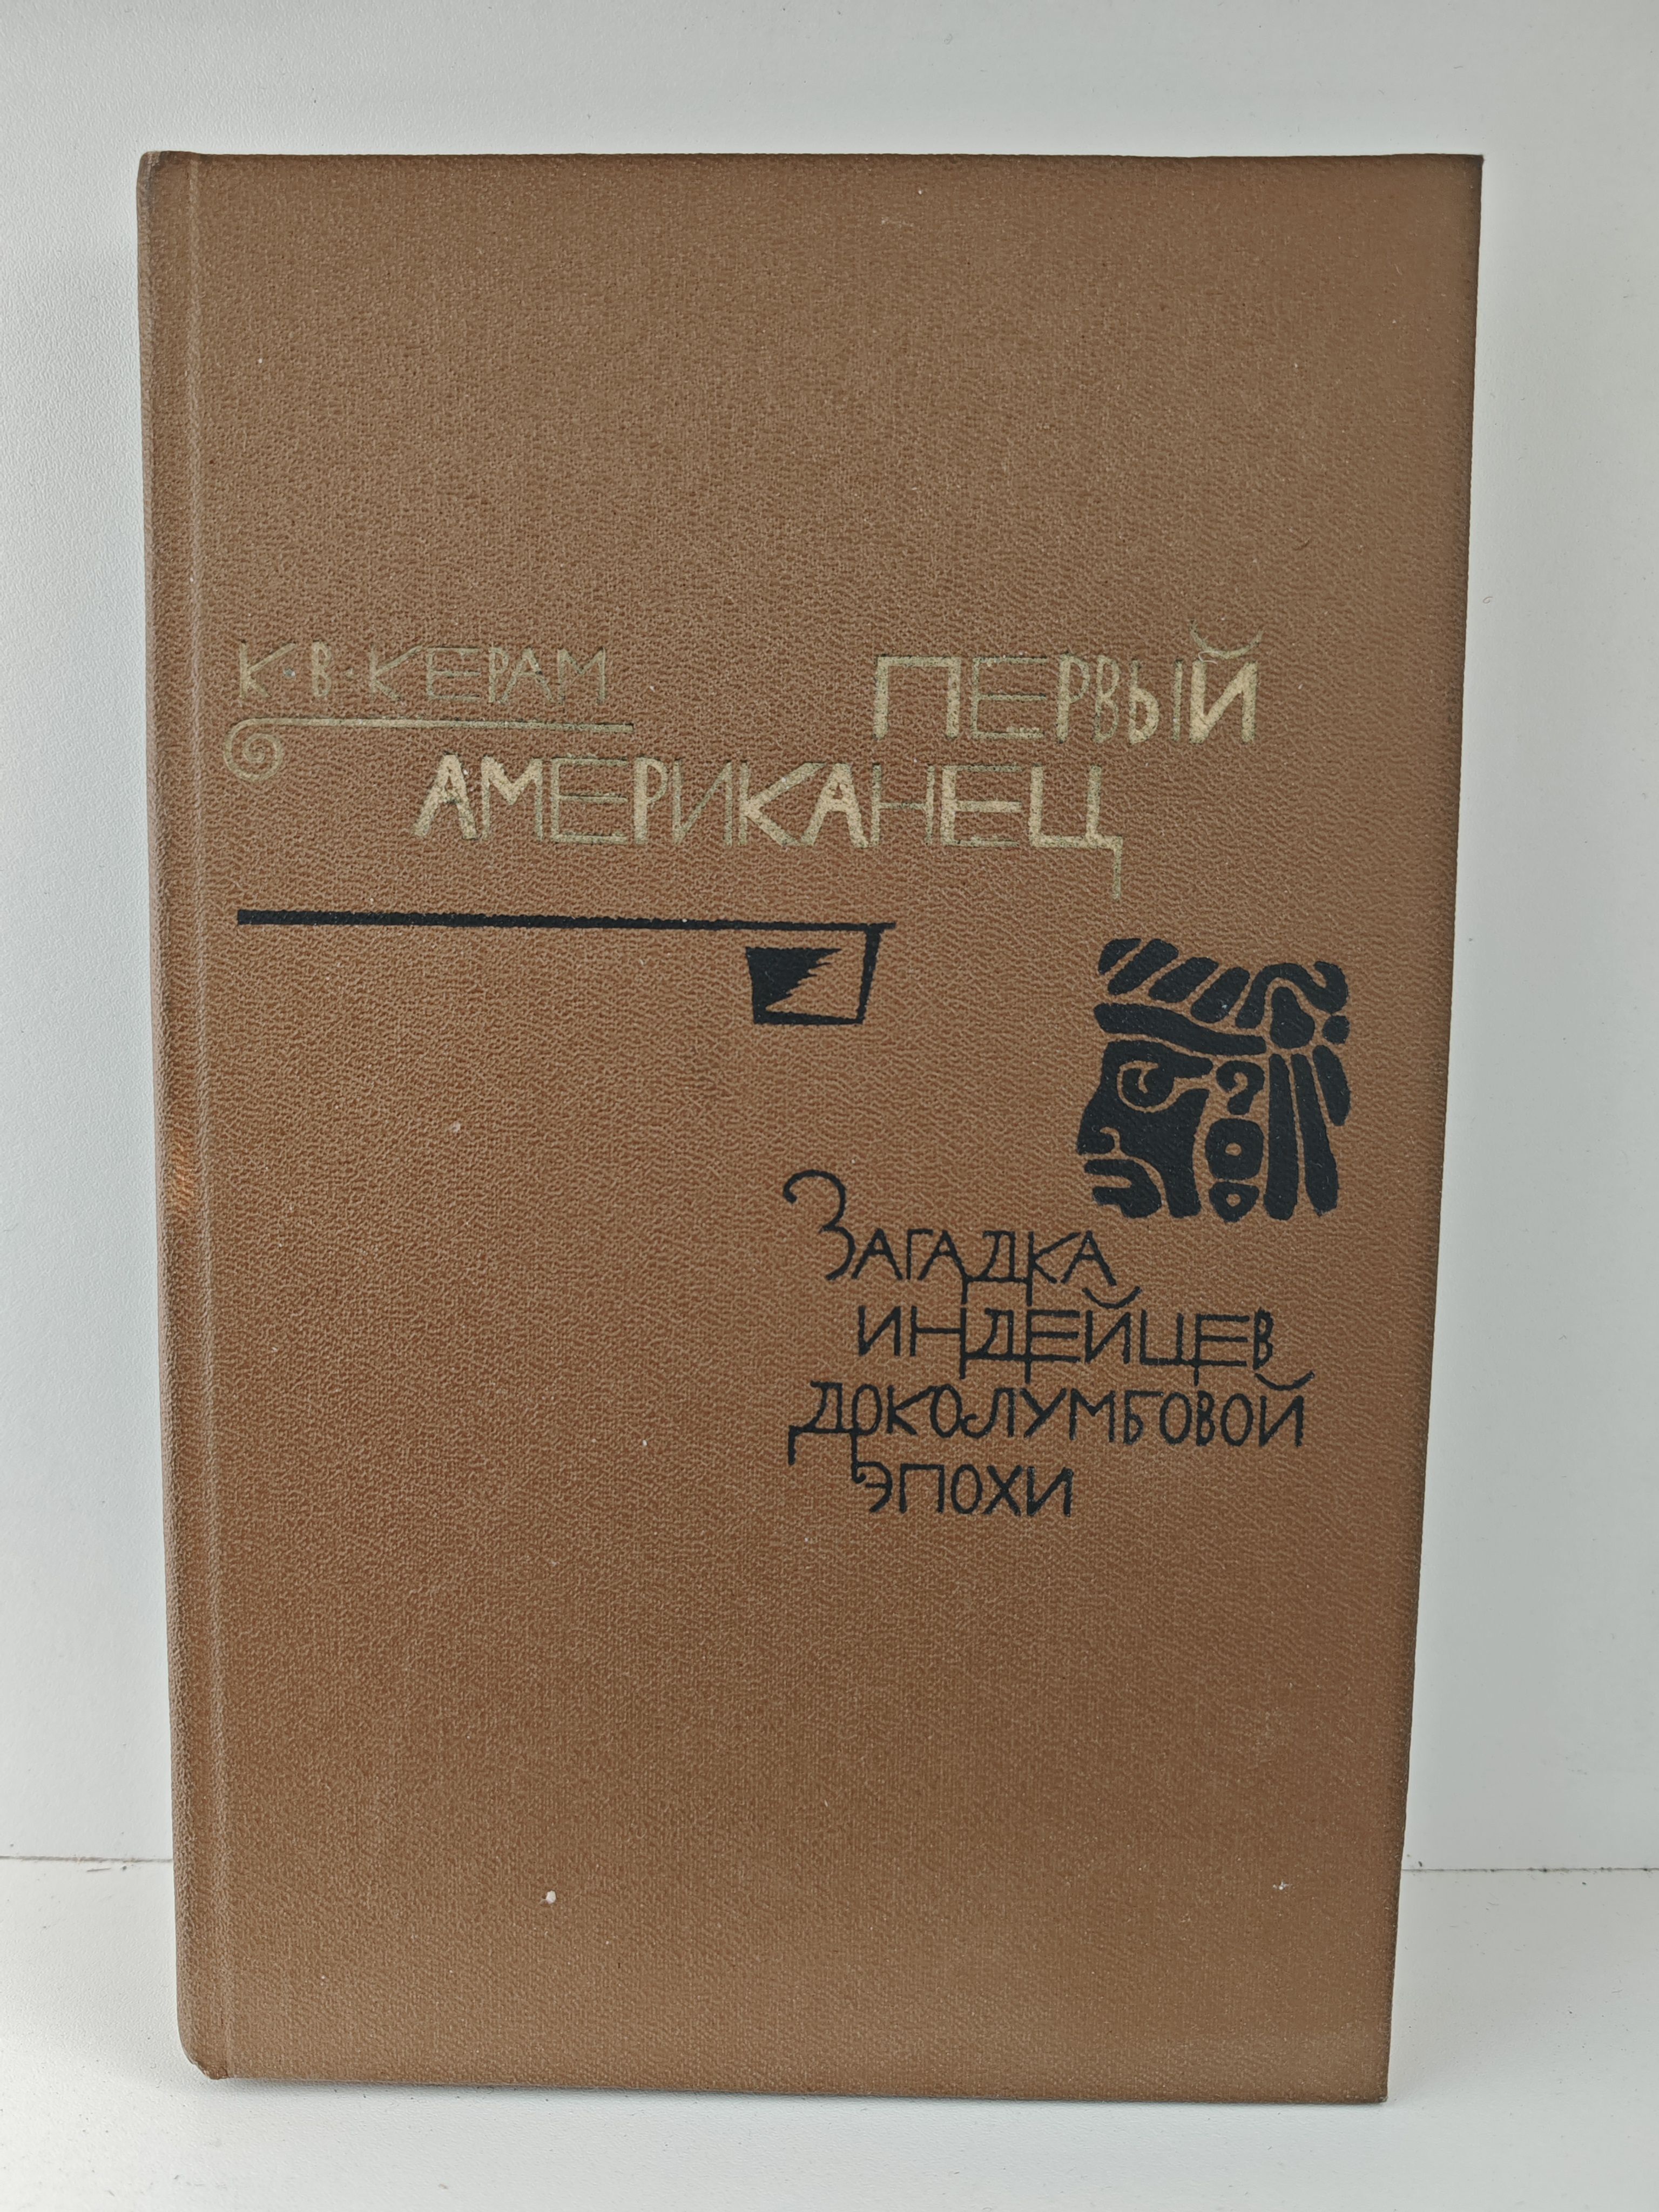 К·В·КЕРАМ
ПЕРВЫЙ
АМЕРИКАНЕЦ
ЗАГАДКА
ИНДЕЙЦЕВ
ДОКОЛУМБОВОЙ
ЭПОХИ